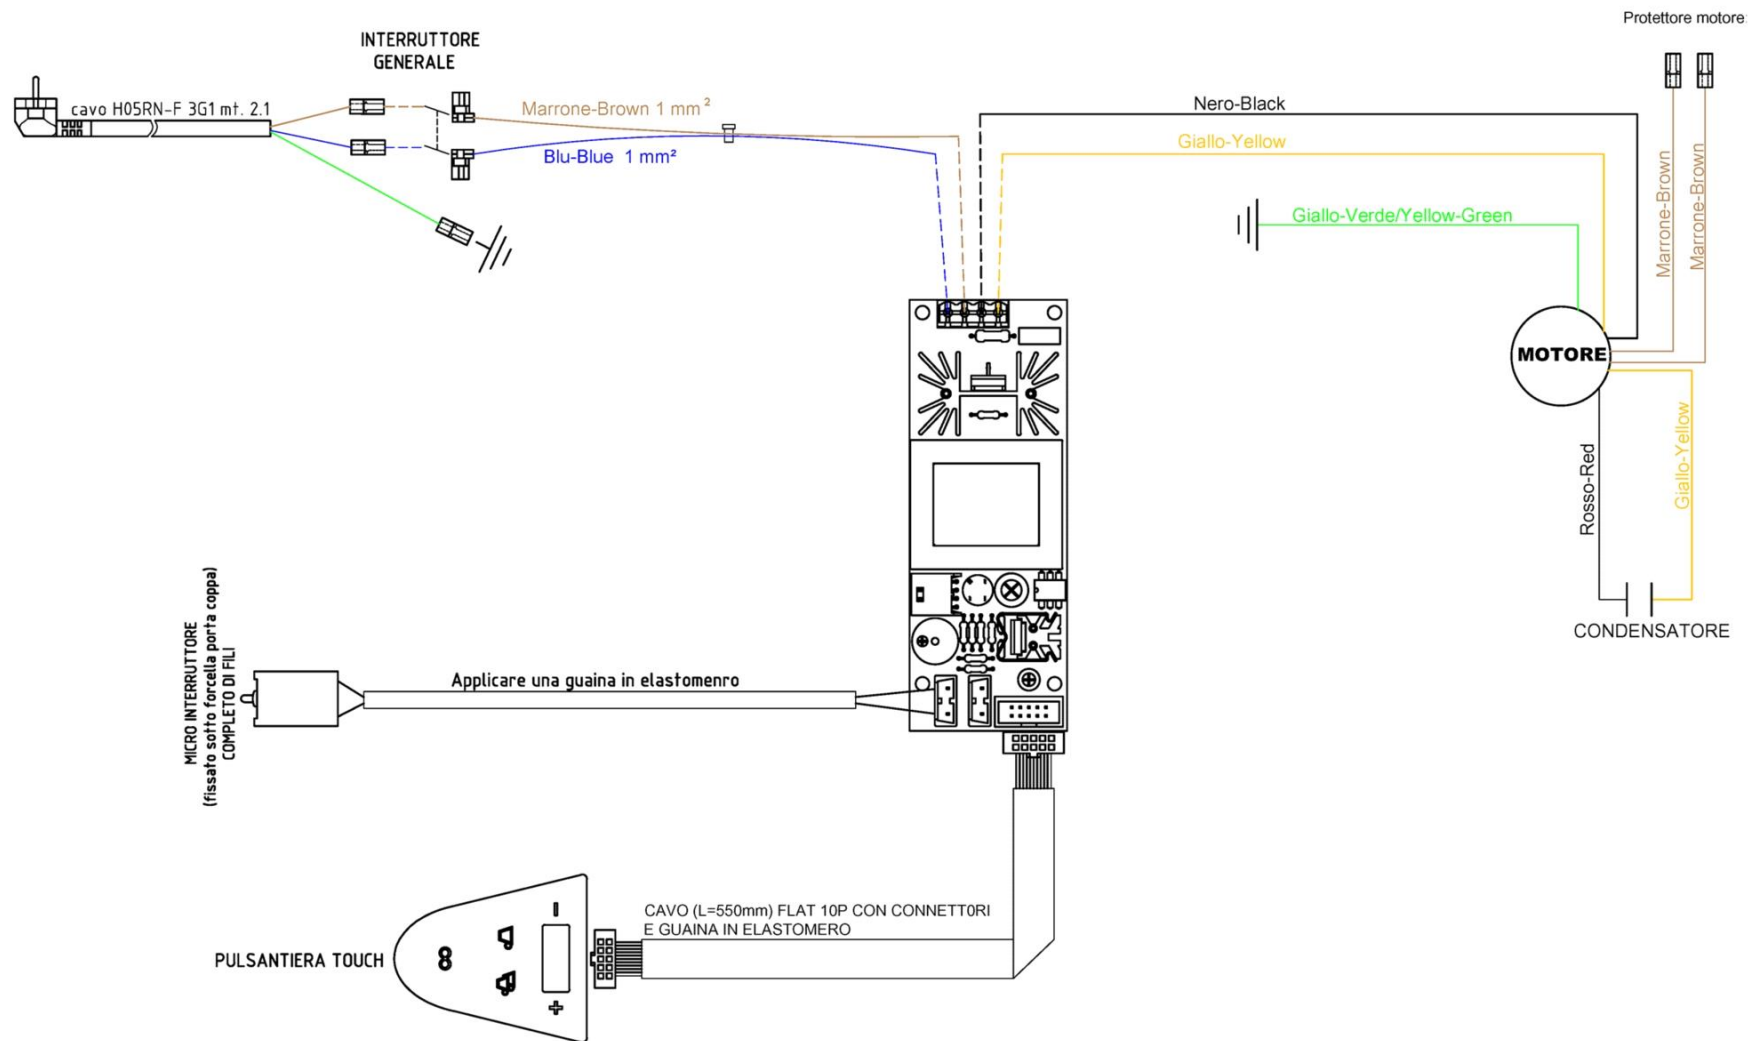 Protettore motore
INTERRUTTORE
GENERALE
cavo H05RN-F 3G1 mt. 2.1
Marrone-Brown 1 mm²
Blu-Blue 1 mm²
Nero-Black
Giallo-Yellow
Giallo-Verde/Yellow-Green
Marrone-Brown
Marrone-Brown
MOTORE
Rosso-Red
Giallo-Yellow
CONDENSATORE
MICRO INTERRUTTORE
(fissato sotto forcella porta coppa)
COMPLETO DI FILI
Applicare una guaina in elastomenro
CAVO (L=550mm) FLAT 10P CON CONNETT0RI
E GUAINA IN ELASTOMERO
PULSANTIERA TOUCH